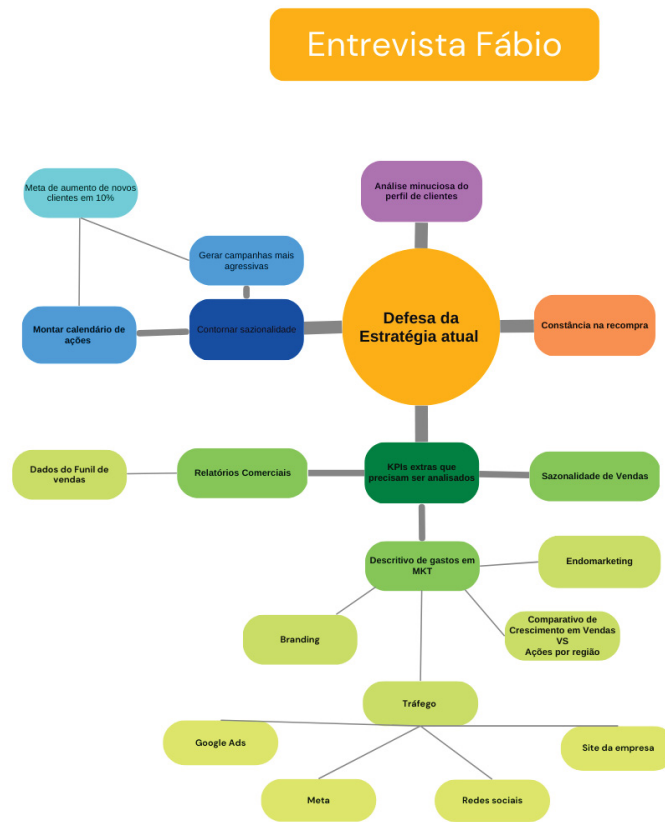 Entrevista Fábio
Meta de aumento de novos
clientes em 10%
Análise minuciosa do
perfil de clientes
Gerar campanhas mais
agressivas
Montar calendário de
ações
Contornar sazionalidade
Defesa da
Estratégia atual
Constância na recompra
Dados do Funil de
vendas
Relatórios Comerciais
KPIs extras que
precisam ser analisados
Sazonalidade de Vendas
Descritivo de gastos em
MKT
Endomarketing
Branding
Comparativo de
Crescimento em Vendas
VS
Ações por região
Tráfego
Google Ads
Site da empresa
Meta
Redes sociais